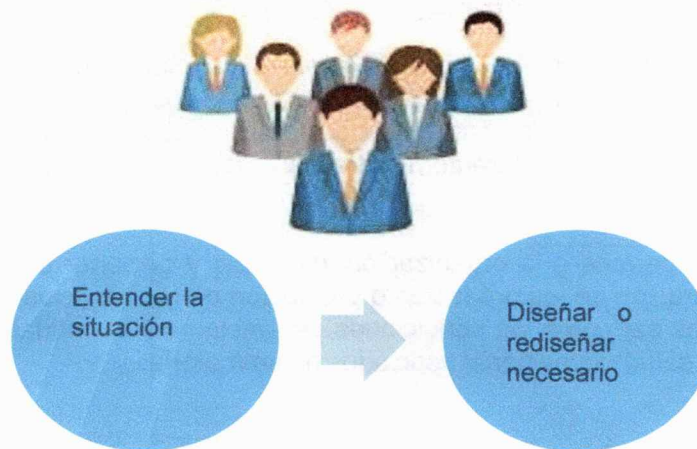 Entender la
situación
Diseñar o
rediseñar
necesario